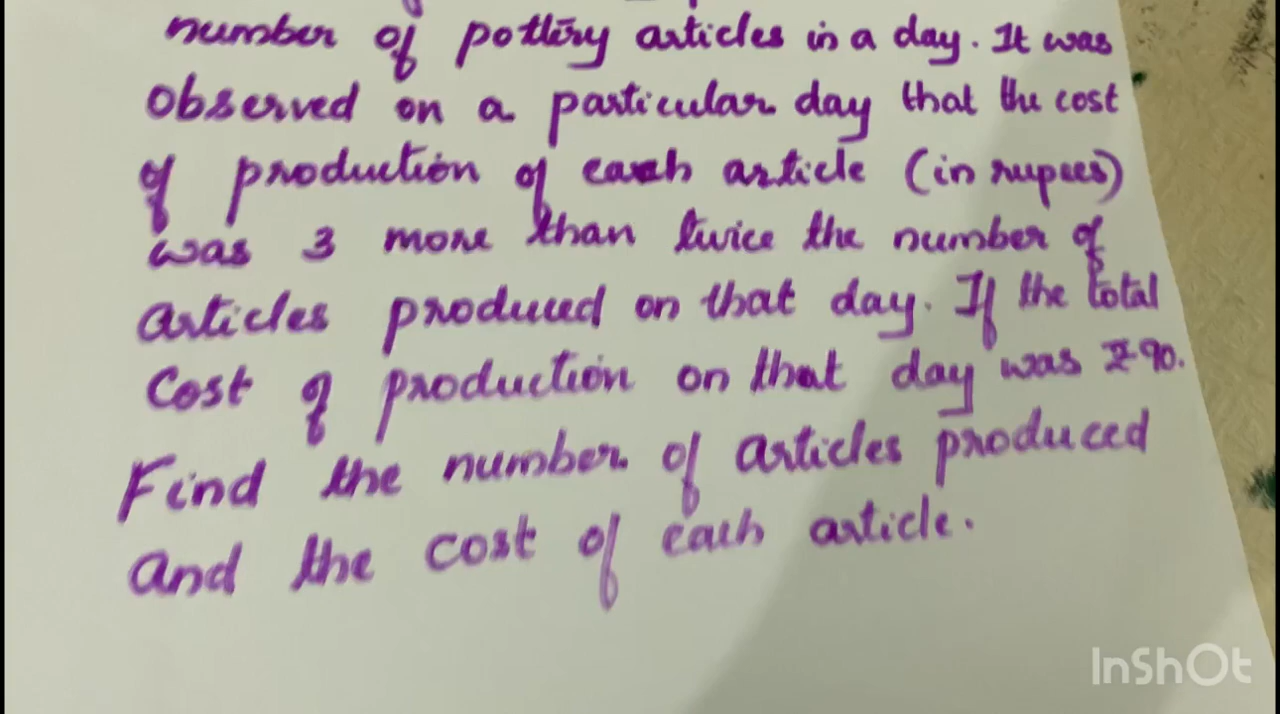 number of pottery articles in a day. It was
observed on a particular day that the cost
of production of each article (in rupees)
was 3 more than twice the number of
articles produced on that day. If the total
cost of production on that day was ₹90.
Find the number of articles produced
and the cost of each article.
InShOt